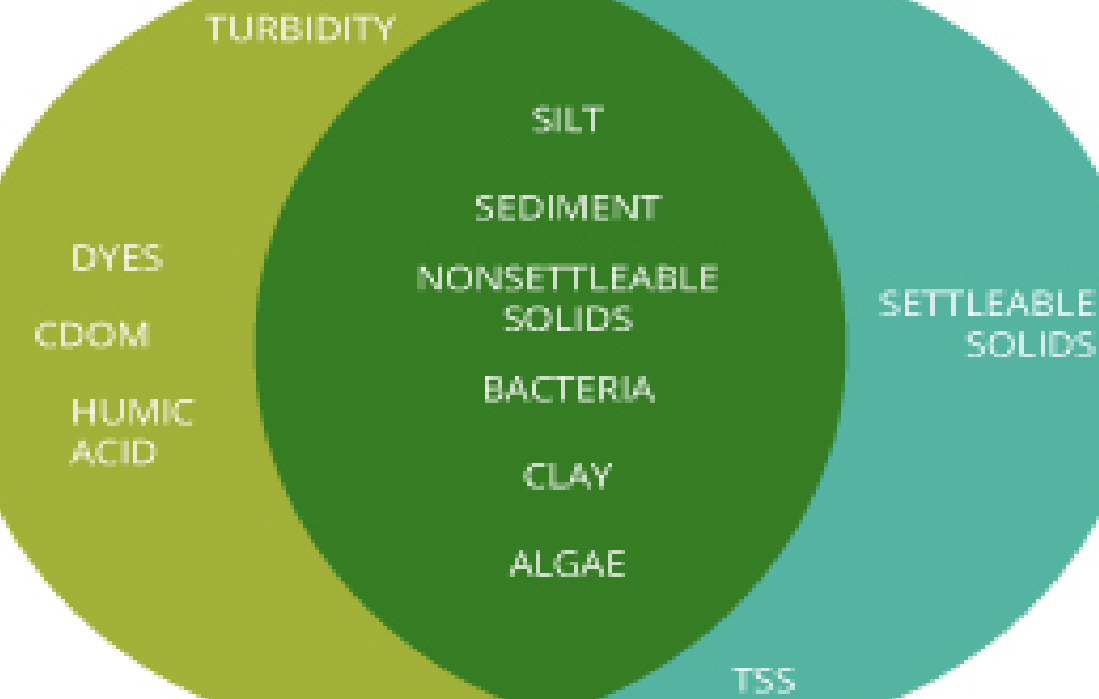 TURBIDITY
SILT
SEDIMENT
DYES
NONSETTLEABLE
SOLIDS
SETTLEABLE
SOLIDS
CDOM
BACTERIA
HUMIC
ACID
CLAY
ALGAE
TSS